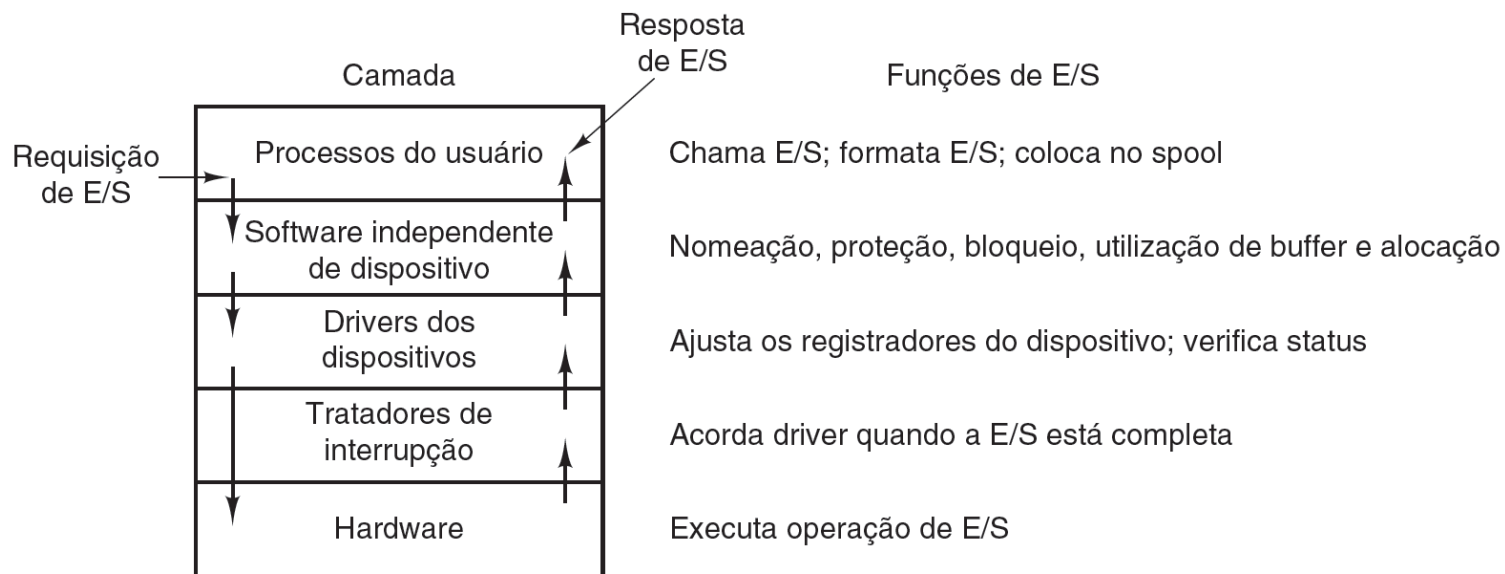 Resposta
de E/S
Camada
Funções de E/S
Requisição
de E/S
Processos do usuário
Chama E/S; formata E/S; coloca no spool
Software independente
de dispositivo
Nomeação, proteção, bloqueio, utilização de buffer e alocação
Drivers dos
dispositivos
Ajusta os registradores do dispositivo; verifica status
Tratadores de
interrupção
Acorda driver quando a E/S está completa
Hardware
Executa operação de E/S